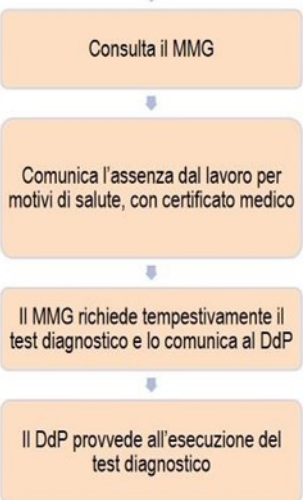 Consulta il MMG
Comunica l'assenza dal lavoro per
motivi di salute, con certificato medico
Il MMG richiede tempestivamente il
test diagnostico e lo comunica al DdP
Il DdP provvede all'esecuzione del
test diagnostico